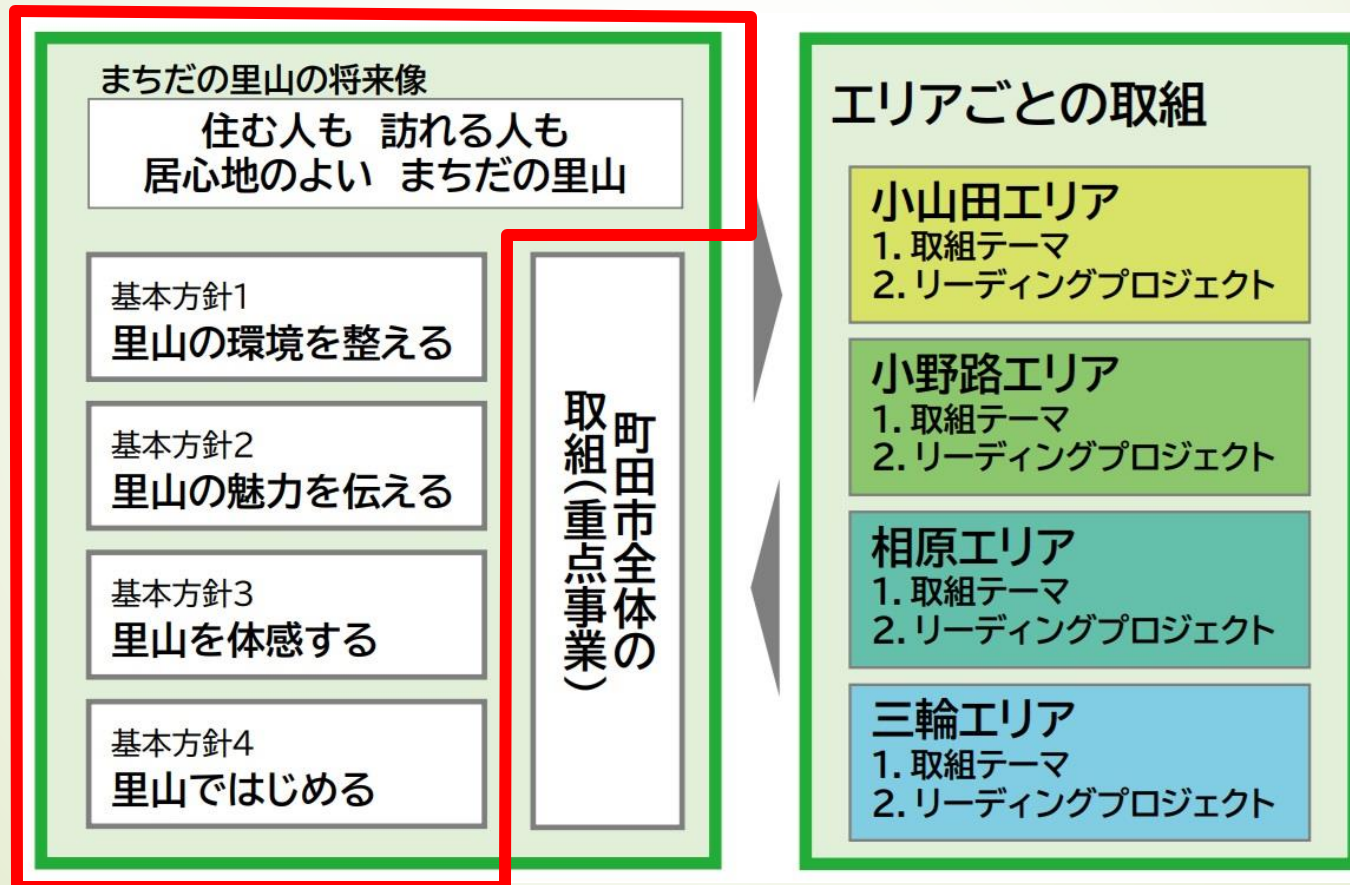 まちだの里山の将来像
住む人も 訪れる人も
居心地のよい まちだの里山
基本方針1
里山の環境を整える
基本方針2
里山の魅力を伝える
基本方針3
里山を体感する
基本方針4
里山ではじめる
町田市全体の
取組(重点事業)
エリアごとの取組
小山田エリア
1. 取組テーマ
2. リーディングプロジェクト
小野路エリア
1. 取組テーマ
2. リーディングプロジェクト
相原エリア
1. 取組テーマ
2. リーディングプロジェクト
三輪エリア
1. 取組テーマ
2. リーディングプロジェクト